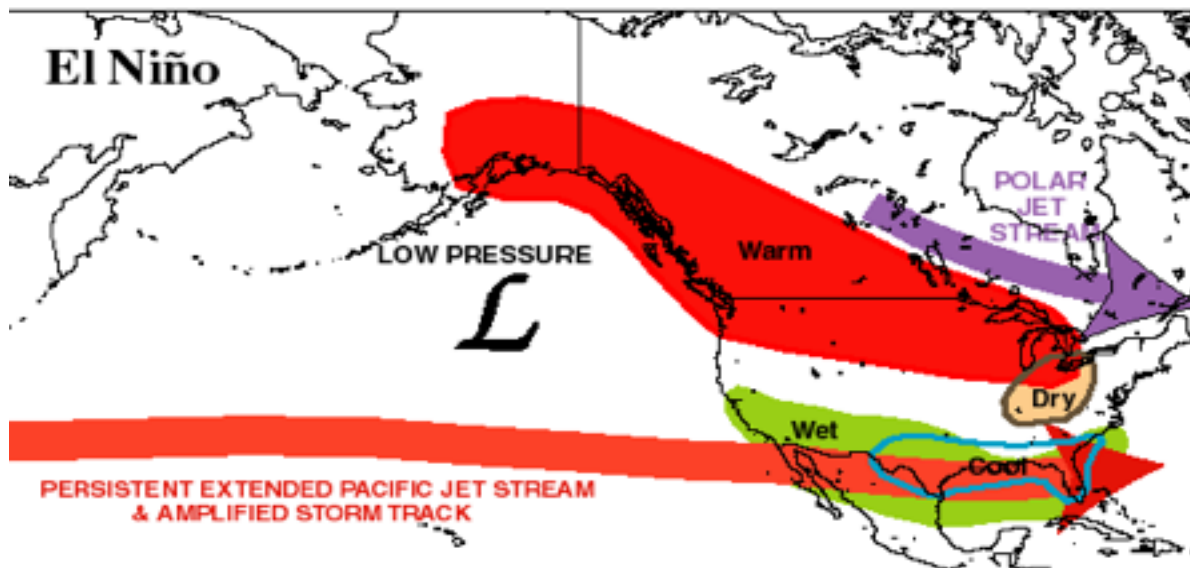 El Niño
POLAR
JET
STREAM
Warm
LOW PRESSURE
L
Dry
Wet
Cool
PERSISTENT EXTENDED PACIFIC JET STREAM
& AMPLIFIED STORM TRACK